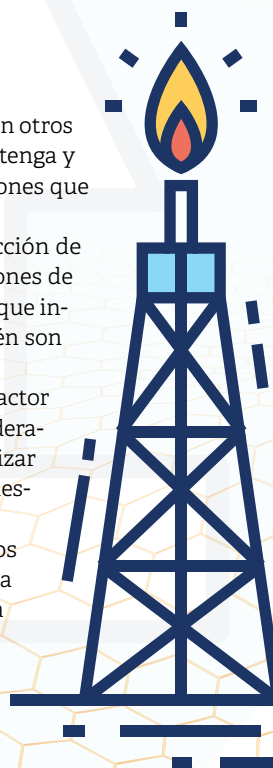 n otros
tenga y
ones que
cción de
ones de
que in-
én son
actor
dera-
izar
es-
os
a
n